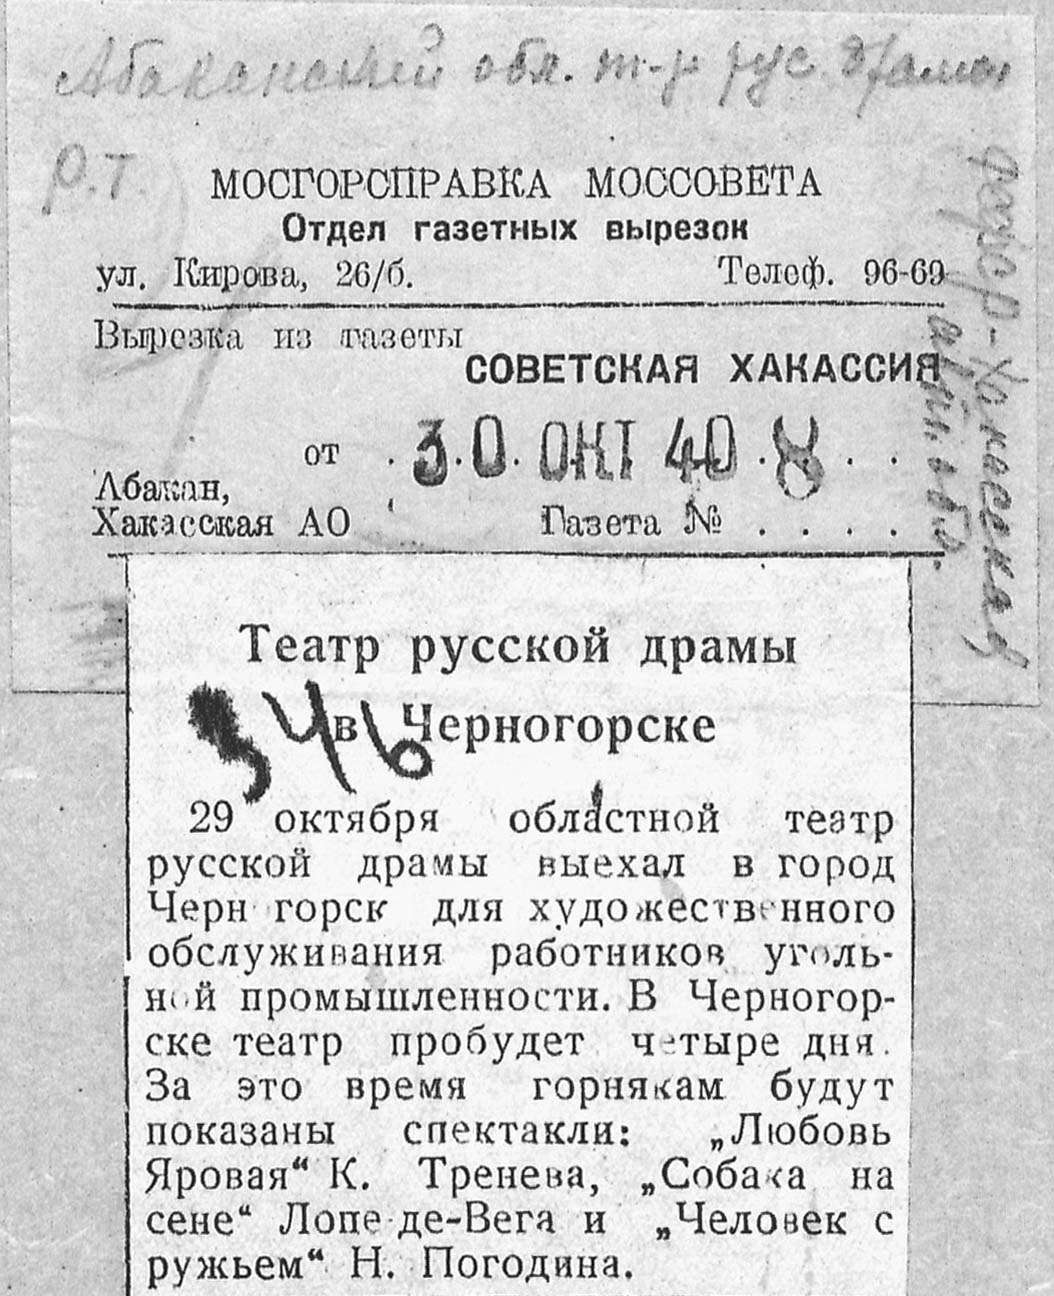 Абаканский обл. т-р рус драмы
Р.Т.
МОСГОРСПРАВКА МОССОВЕТА
Отдел газетных вырезок
ул. Кирова, 26/б. Телеф. 96-69
Вырезка из газеты
СОВЕТСКАЯ ХАКАССИЯ
от . 30. ОКТ 40 . 8 . .
Абакан,
Хакасская АО Газета № . . . .
Театр русской драмы
в Черногорске
29 октября областной театр
русской драмы выехал в город
Черн горск для художественного
обслуживания работников уголь-
ной промышленности. В Черногор-
ске театр пробудет четыре дня.
За это время горнякам будут
показаны спектакли: „Любовь
Яровая“ К. Тренева, „Собака на
сене“ Лопе де-Вега и „Человек с
ружьем“ Н. Погодина.